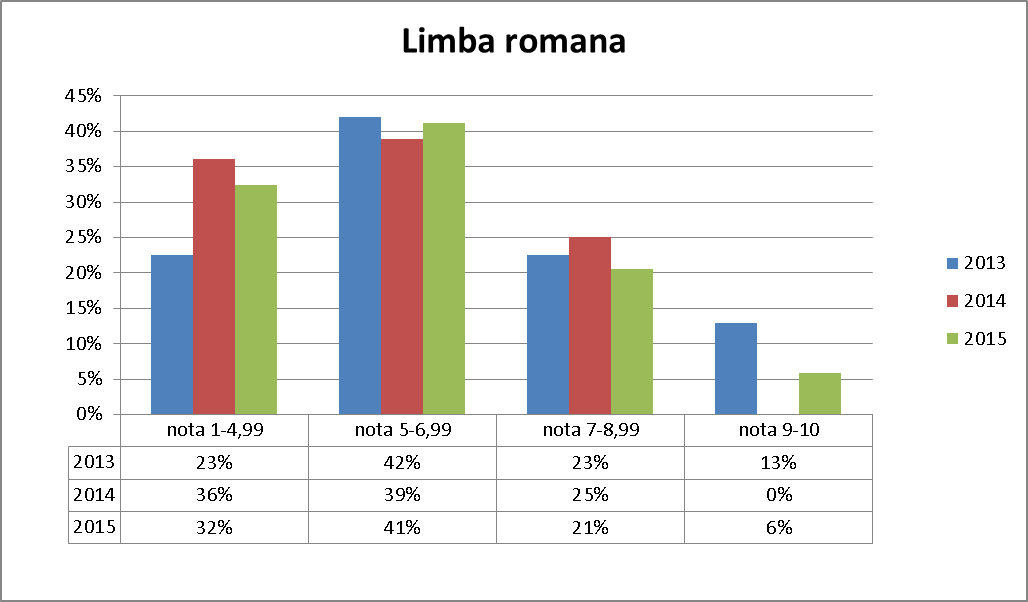 Limba romana
45%
40%
35%
30%
25%
20%
15%
10%
5%
0%
2013
2014
2015
nota 1-4,99 nota 5-6,99 nota 7-8,99 nota 9-10
2013 23% 42% 23% 13%
2014 36% 39% 25% 0%
2015 32% 41% 21% 6%